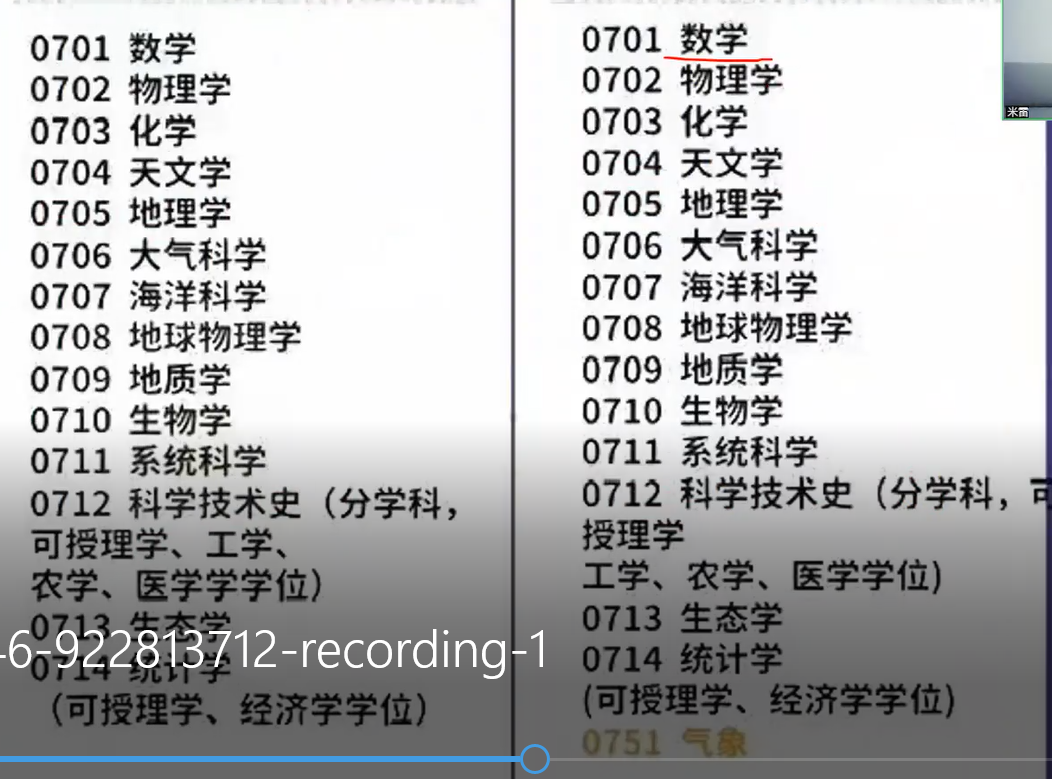 0701 数学
0702 物理学
0703 化学
0704 天文学
0705 地理学
0706 大气科学
0707 海洋科学
0708 地球物理学
0709 地质学
0710 生物学
0711 系统科学
0712 科学技术史（分学科，
可授理学、工学、
农学、医学学学位）
0713 生态学
0714 统计学
（可授理学、经济学学位）
0701 数学
0702 物理学
0703 化学
0704 天文学
0705 地理学
0706 大气科学
0707 海洋科学
0708 地球物理学
0709 地质学
0710 生物学
0711 系统科学
0712 科学技术史（分学科，可
授理学
工学、农学、医学学位)
0713 生态学
0714 统计学
(可授理学、经济学学位)
0751 气象
-6-922813712-recording-1
米雷